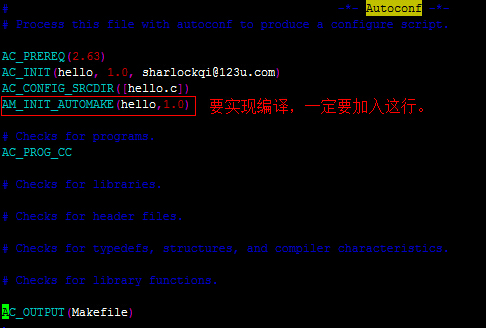 # -*- Autoconf -*-
# Process this file with autoconf to produce a configure script.
AC_PREREQ(2.63)
AC_INIT(hello, 1.0, sharlockqi@123u.com)
AC_CONFIG_SRCDIR([hello.c])
AM_INIT_AUTOMAKE(hello,1.0) 要实现编译，一定要加入这行。
# Checks for programs.
AC_PROG_CC
# Checks for libraries.
# Checks for header files.
# Checks for typedefs, structures, and compiler characteristics.
# Checks for library functions.
AC_OUTPUT(Makefile)